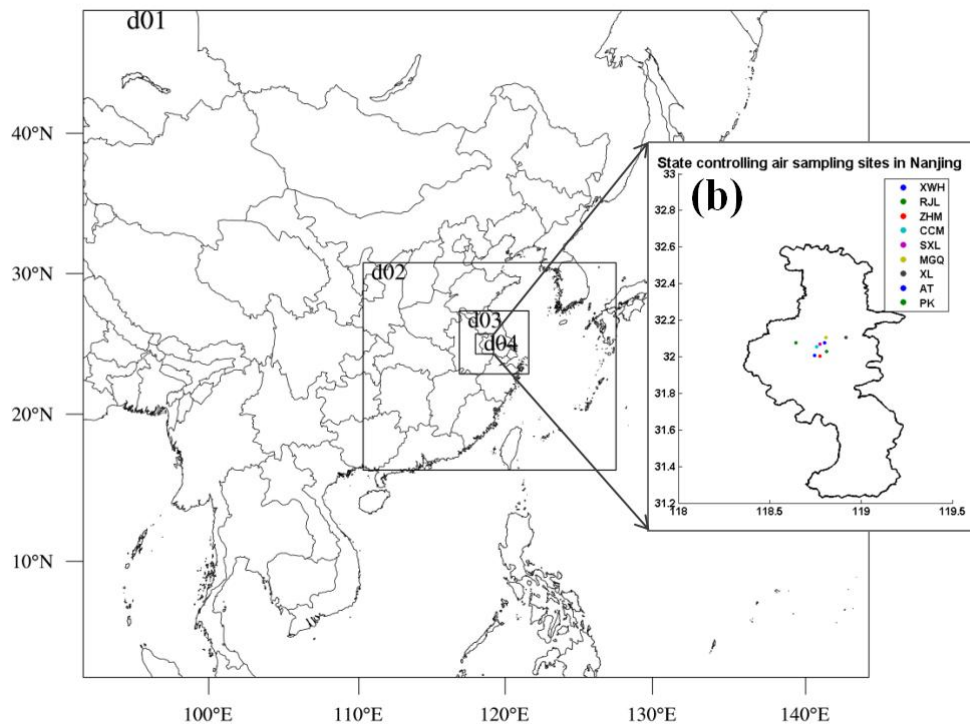 d01
40°N
30°N
20°N
10°N
100°E
110°E
120°E
130°E
140°E
d02
d03
d04
State controlling air sampling sites in Nanjing
(b)
33
32.8
32.6
32.4
32.2
32
31.8
31.6
31.4
31.2
118
118.5
119
119.5
XWH
RJL
ZHM
CCM
SXL
MGQ
XL
AT
PK